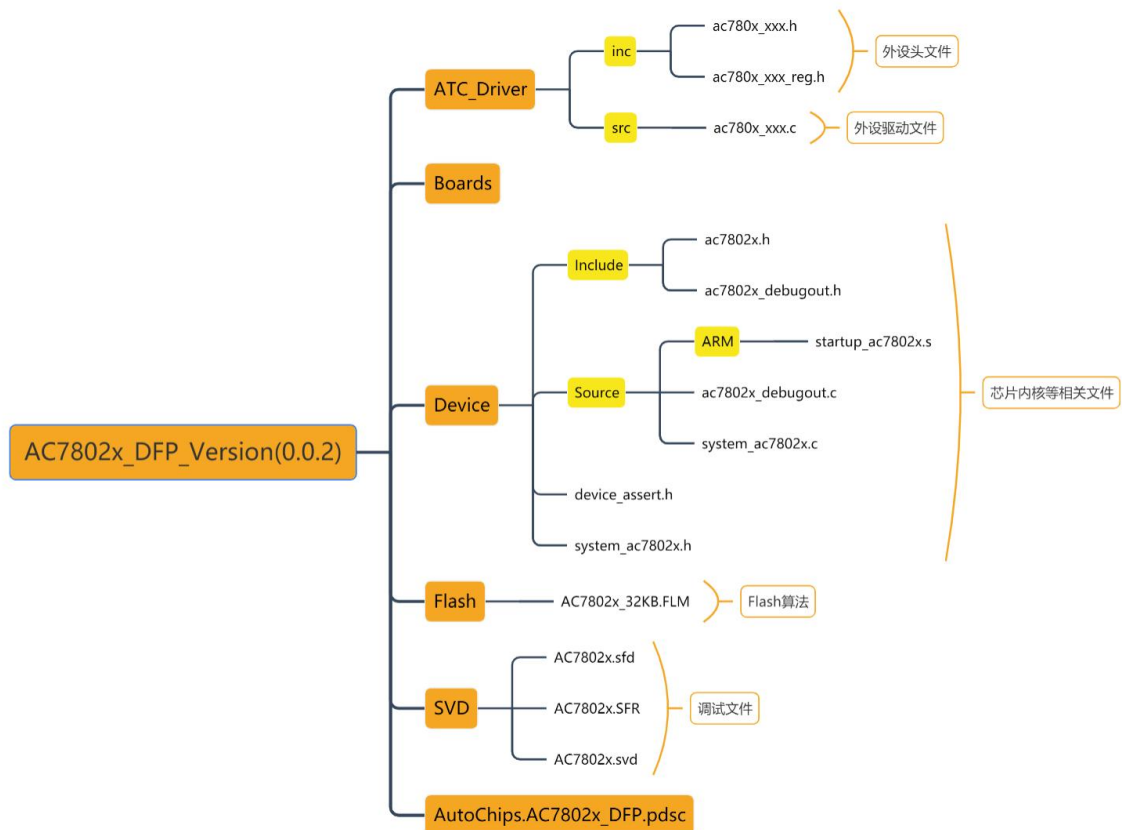 AC7802x_DFP_Version(0.0.2)
ATC_Driver
inc
ac780x_xxx.h
ac780x_xxx_reg.h
外设头文件
src
ac780x_xxx.c
外设驱动文件
Boards
Device
Include
ac7802x.h
ac7802x_debugout.h
Source
ARM
startup_ac7802x.s
ac7802x_debugout.c
system_ac7802x.c
device_assert.h
system_ac7802x.h
芯片内核等相关文件
Flash
AC7802x_32KB.FLM
Flash算法
SVD
AC7802x.sfd
AC7802x.SFR
AC7802x.svd
调试文件
AutoChips.AC7802x_DFP.pdsc